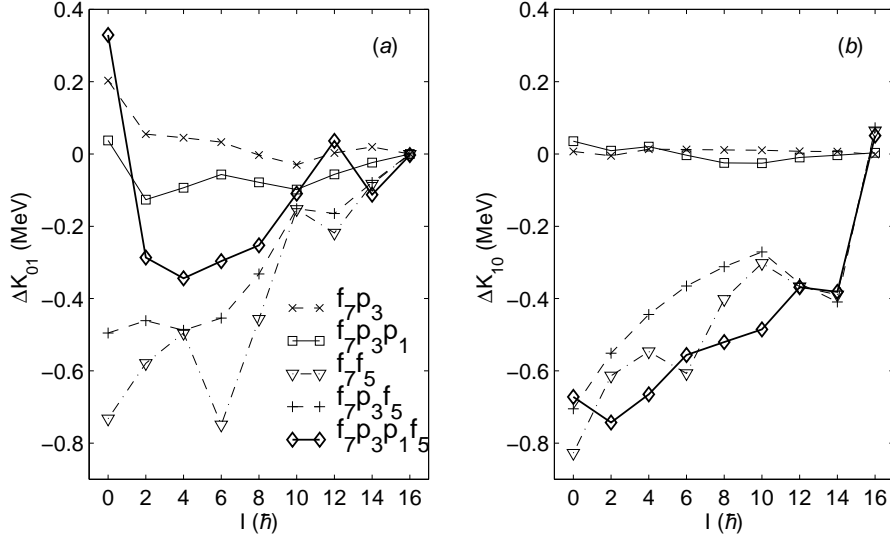 (a)
0.4
0.2
0
−0.2
−0.4
−0.6
−0.8
ΔK₀₁ (MeV)
0 2 4 6 8 10 12 14 16
I (ℏ)
f₇p₃
f₇p₃p₁
f₇f₅
f₇p₃f₅
f₇p₃p₁f₅
(b)
0.4
0.2
0
−0.2
−0.4
−0.6
−0.8
ΔK₁₀ (MeV)
0 2 4 6 8 10 12 14 16
I (ℏ)